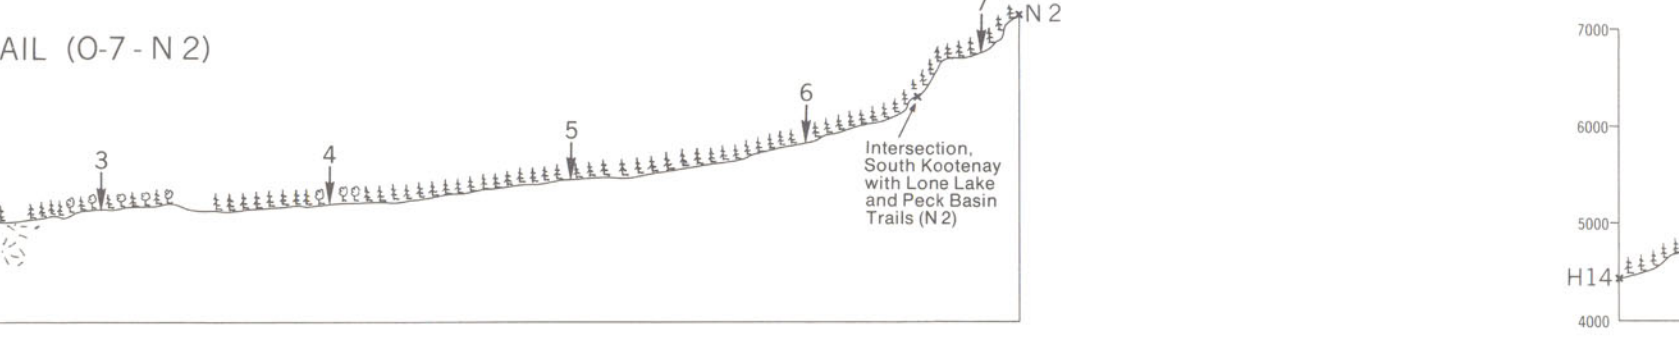 AIL (O-7 - N 2)
3
4
5
6
7
N 2
Intersection,
South Kootenay
with Lone Lake
and Peck Basin
Trails (N 2)
7000
6000
5000
H14
4000